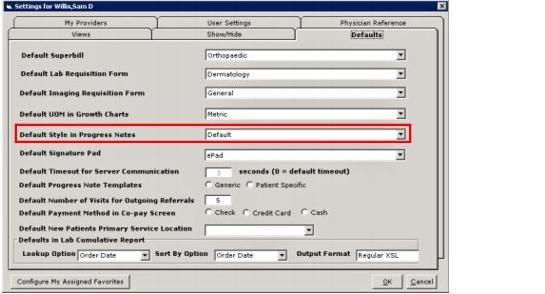 Settings for Willis,Sam D
My Providers User Settings Physician Reference
Views Show/Hide Defaults
Default Superbill Orthopaedic
Default Lab Requisition Form Dermatology
Default Imaging Requisition Form General
Default UOM in Growth Charts Metric
Default Style in Progress Notes Default
Default Signature Pad ePad
Default Timeout for Server Communication 3 seconds (0 = default timeout)
Default Progress Note Templates Generic Patient Specific
Default Number of Visits for Outgoing Referrals 5
Default Payment Method in Co-pay Screen Check Credit Card Cash
Default New Patients Primary Service Location
Defaults in Lab Cumulative Report
Lookup Option Order Date Sort By Option Order Date Output Format Regular XSL
Configure My Assigned Favorites OK Cancel